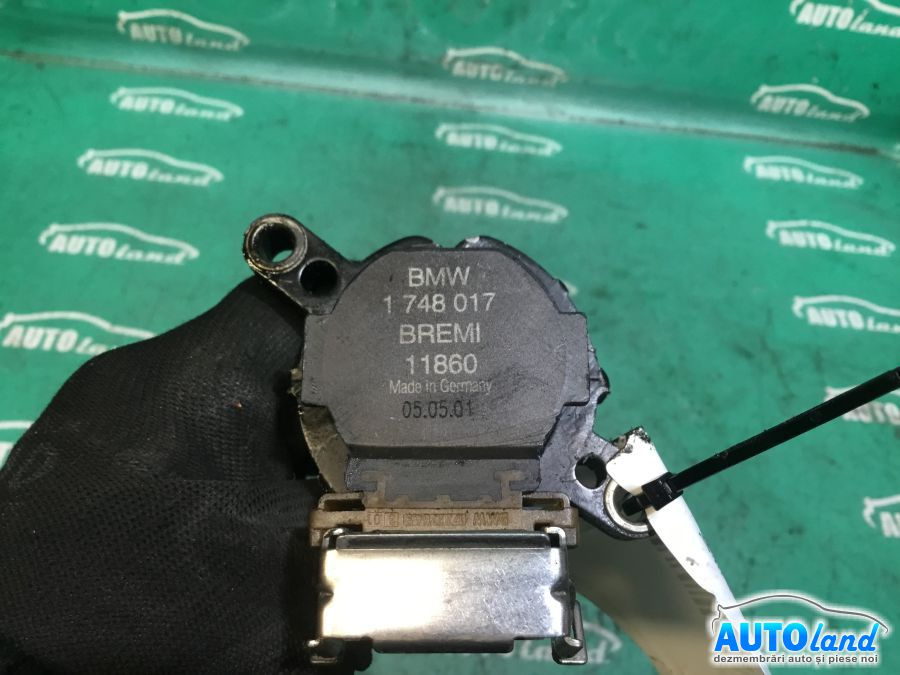 BMW
1 748 017
BREMI
11860
Made in Germany
05.05.01
AUTOland
dezmembrări auto și piese noi